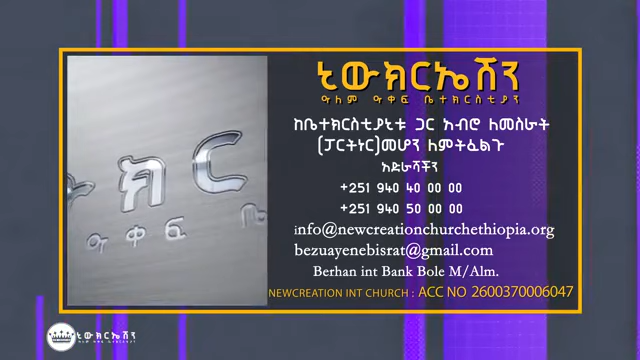 ኒውክርኤሽን
ዓለም ዓቀፍ ቤተክርስቲያን
ከቤተክርስቲያኒቱ ጋር አብሮ ለመስራት
(ፓርትነር)መሆን ለምትፈልጉ
አድራሻችን
+251 940 40 00 00
+251 940 50 00 00
info@newcreationchurchethiopia.org
bezuayenebisrat@gmail.com
Berhan int Bank Bole M/Alm.
NEWCREATION INT CHURCH : ACC NO 2600370006047
ክር
ዓቀፍ
ኒውክርኤሽን